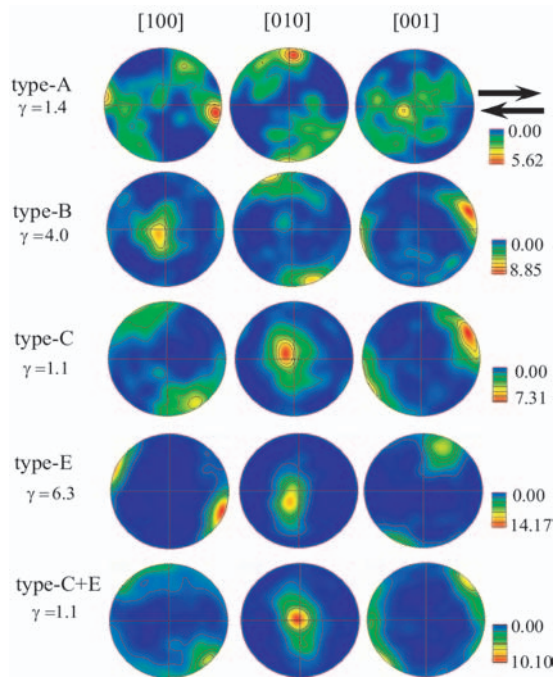 [100] [010] [001]
type-A
γ=1.4
0.00
5.62
type-B
γ=4.0
0.00
8.85
type-C
γ=1.1
0.00
7.31
type-E
γ=6.3
0.00
14.17
type-C+E
γ=1.1
0.00
10.10